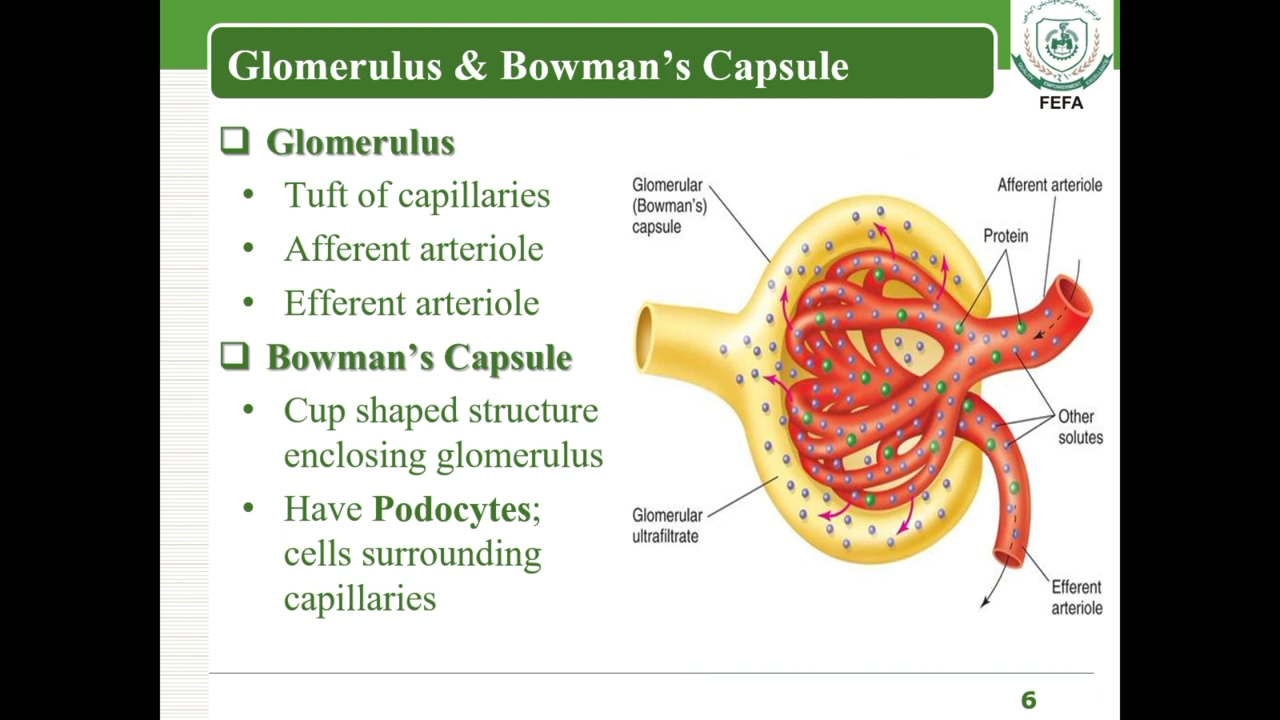 Glomerulus & Bowman’s Capsule
FEFA
Glomerulus
• Tuft of capillaries
• Afferent arteriole
• Efferent arteriole
Bowman’s Capsule
• Cup shaped structure
enclosing glomerulus
• Have Podocytes;
cells surrounding
capillaries
Glomerular
(Bowman’s)
capsule
Afferent arteriole
Protein
Other
solutes
Glomerular
ultrafiltrate
Efferent
arteriole
6